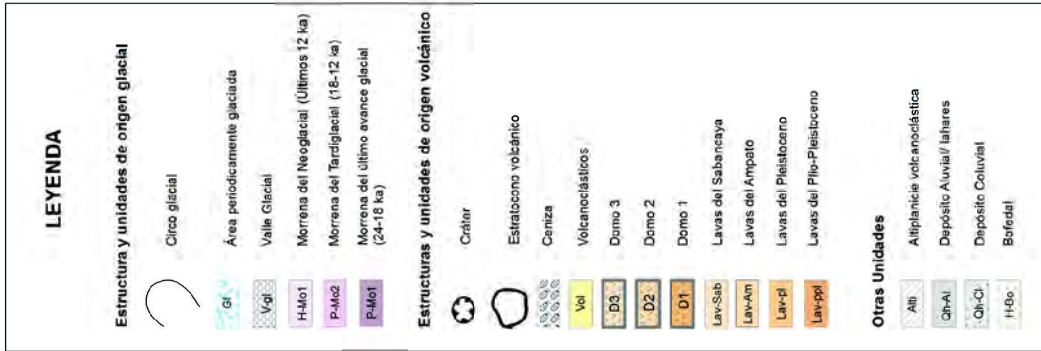 LEYENDA
Estructura y unidades de origen glacial
Circo glacial
Gl Área periodicamente glaciada
V-gl Valle Glacial
H-Mo1 Morrena del Neoglacial (Últimos 12 ka)
P-Mo2 Morrena del Tardiglacial (18-12 ka)
P-Mo1 Morrena del último avance glacial
(24-18 ka)
Estructuras y unidades de origen volcánico
Cráter
Estratocono volcánico
Ceniza
Vol Volcanoclásticos
D3 Domo 3
D2 Domo 2
D1 Domo 1
Lav-Sab Lavas del Sabancaya
Lav-Am Lavas del Ampato
Lav-pl Lavas del Pleistoceno
Lav-ppl Lavas del Plio-Pleistoceno
Otras Unidades
Alti Altiplanicie volcanoclástica
Qh-Al Depósito Aluvial/ lahares
Qh-Cl Depósito Coluvial
H-Bo Bofedal